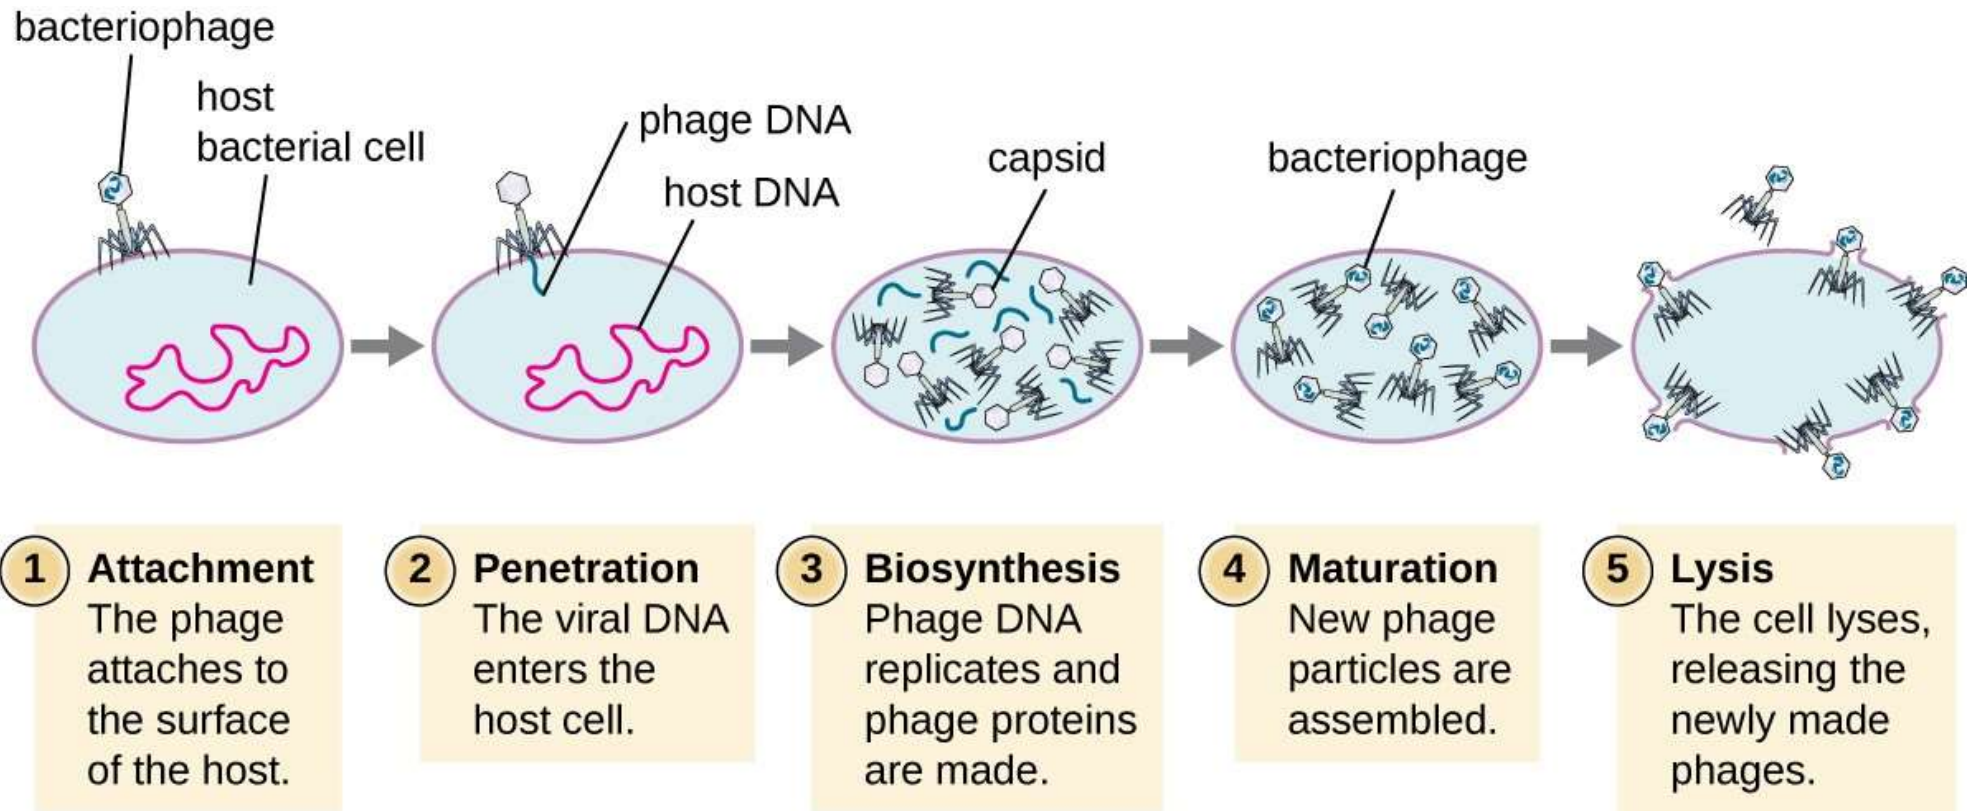 bacteriophage
host
bacterial cell
phage DNA
host DNA
capsid
bacteriophage
1 Attachment
The phage
attaches to
the surface
of the host.
2 Penetration
The viral DNA
enters the
host cell.
3 Biosynthesis
Phage DNA
replicates and
phage proteins
are made.
4 Maturation
New phage
particles are
assembled.
5 Lysis
The cell lyses,
releasing the
newly made
phages.